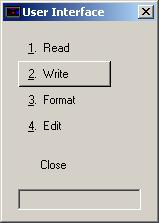 User Interface
1. Read
2. Write
3. Format
4. Edit
Close